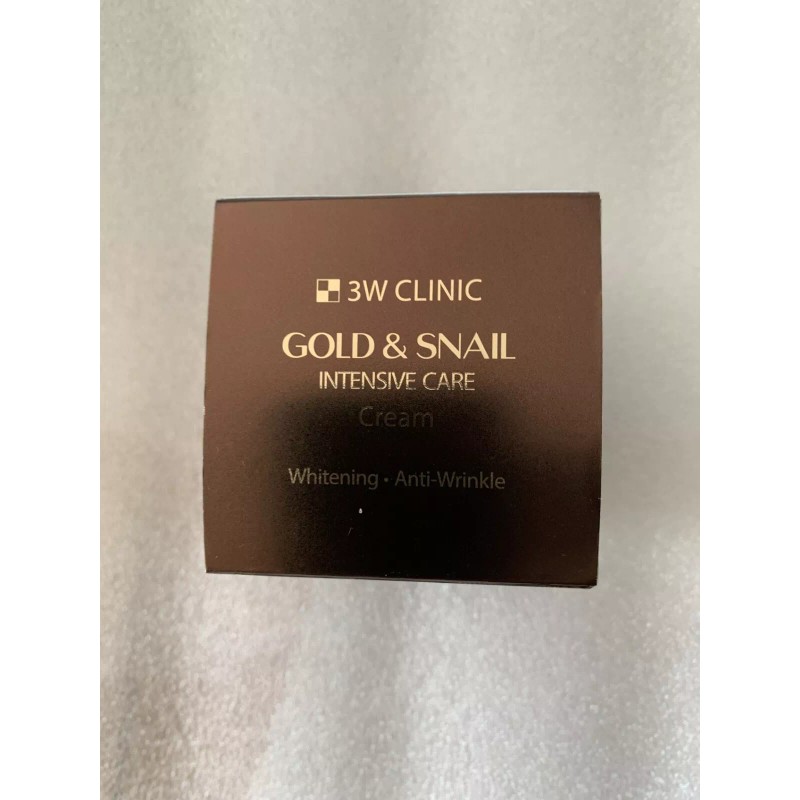 3W CLINIC
GOLD & SNAIL
INTENSIVE CARE
Cream
Whitening • Anti-Wrinkle